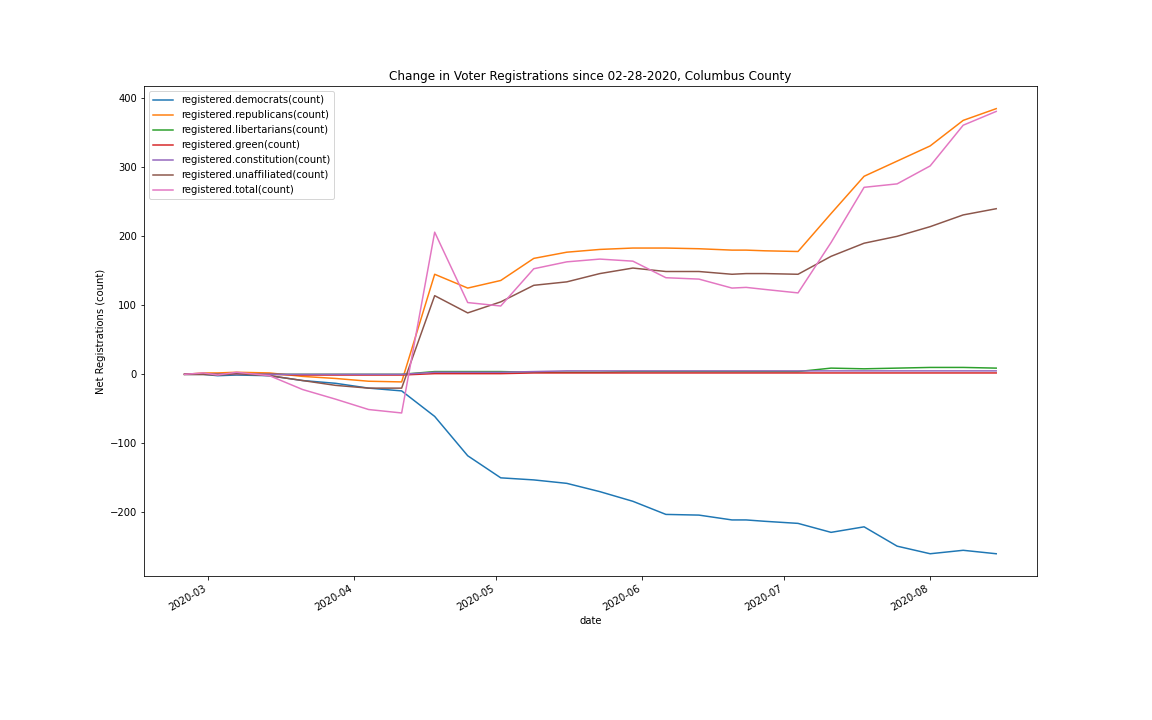 Change in Voter Registrations since 02-28-2020, Columbus County
registered.democrats(count)
registered.republicans(count)
registered.libertarians(count)
registered.green(count)
registered.constitution(count)
registered.unaffiliated(count)
registered.total(count)
Net Registrations (count)
400
300
200
100
0
−100
−200
2020-03
2020-04
2020-05
2020-06
2020-07
2020-08
date